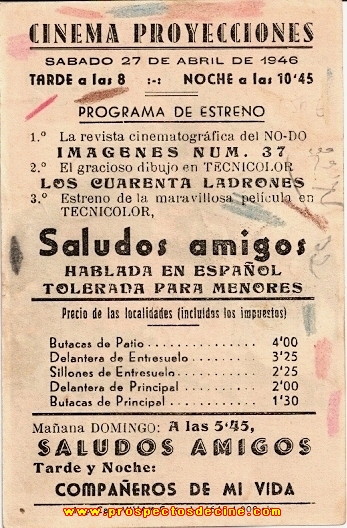 CINEMA PROYECCIONES
SABADO 27 DE ABRIL DE 1946
TARDE a las 8 :-: NOCHE a las 10'45
PROGRAMA DE ESTRENO
1.º La revista cinematográfica del NO-DO
IMAGENES NUM. 37
2.º El gracioso dibujo en TECNICOLOR
LOS CUARENTA LADRONES
3.º Estreno de la maravillosa película en
TECNICOLOR,
Saludos amigos
HABLADA EN ESPAÑOL
TOLERADA PARA MENORES
Precio de las localidades (incluídos los impuestos)
Butacas de Patio . . . . . . . . . . . 4'00
Delantera de Entresuelo . . . . . 3'25
Sillones de Entresuelo . . . . . . . 2'25
Delantera de Principal . . . . . . . 2'00
Butacas de Principal . . . . . . . . 1'30
Mañana DOMINGO: A las 5'45,
SALUDOS AMIGOS
Tarde y Noche:
COMPAÑEROS DE MI VIDA
www.prospectosdecine.com